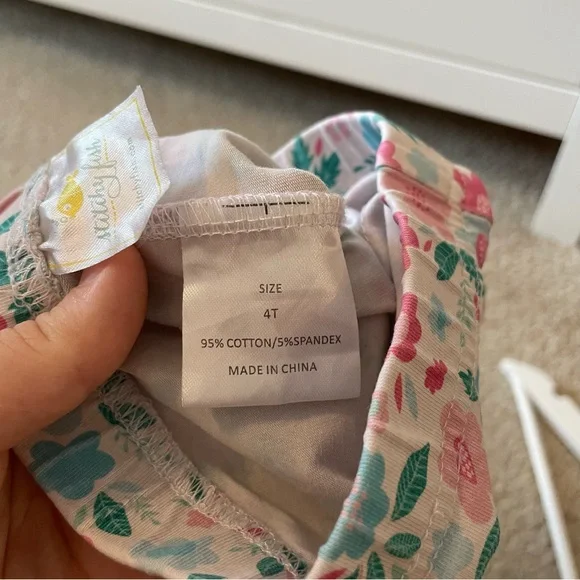 stitchy fish
SIZE
4T
95% COTTON/5%SPANDEX
MADE IN CHINA